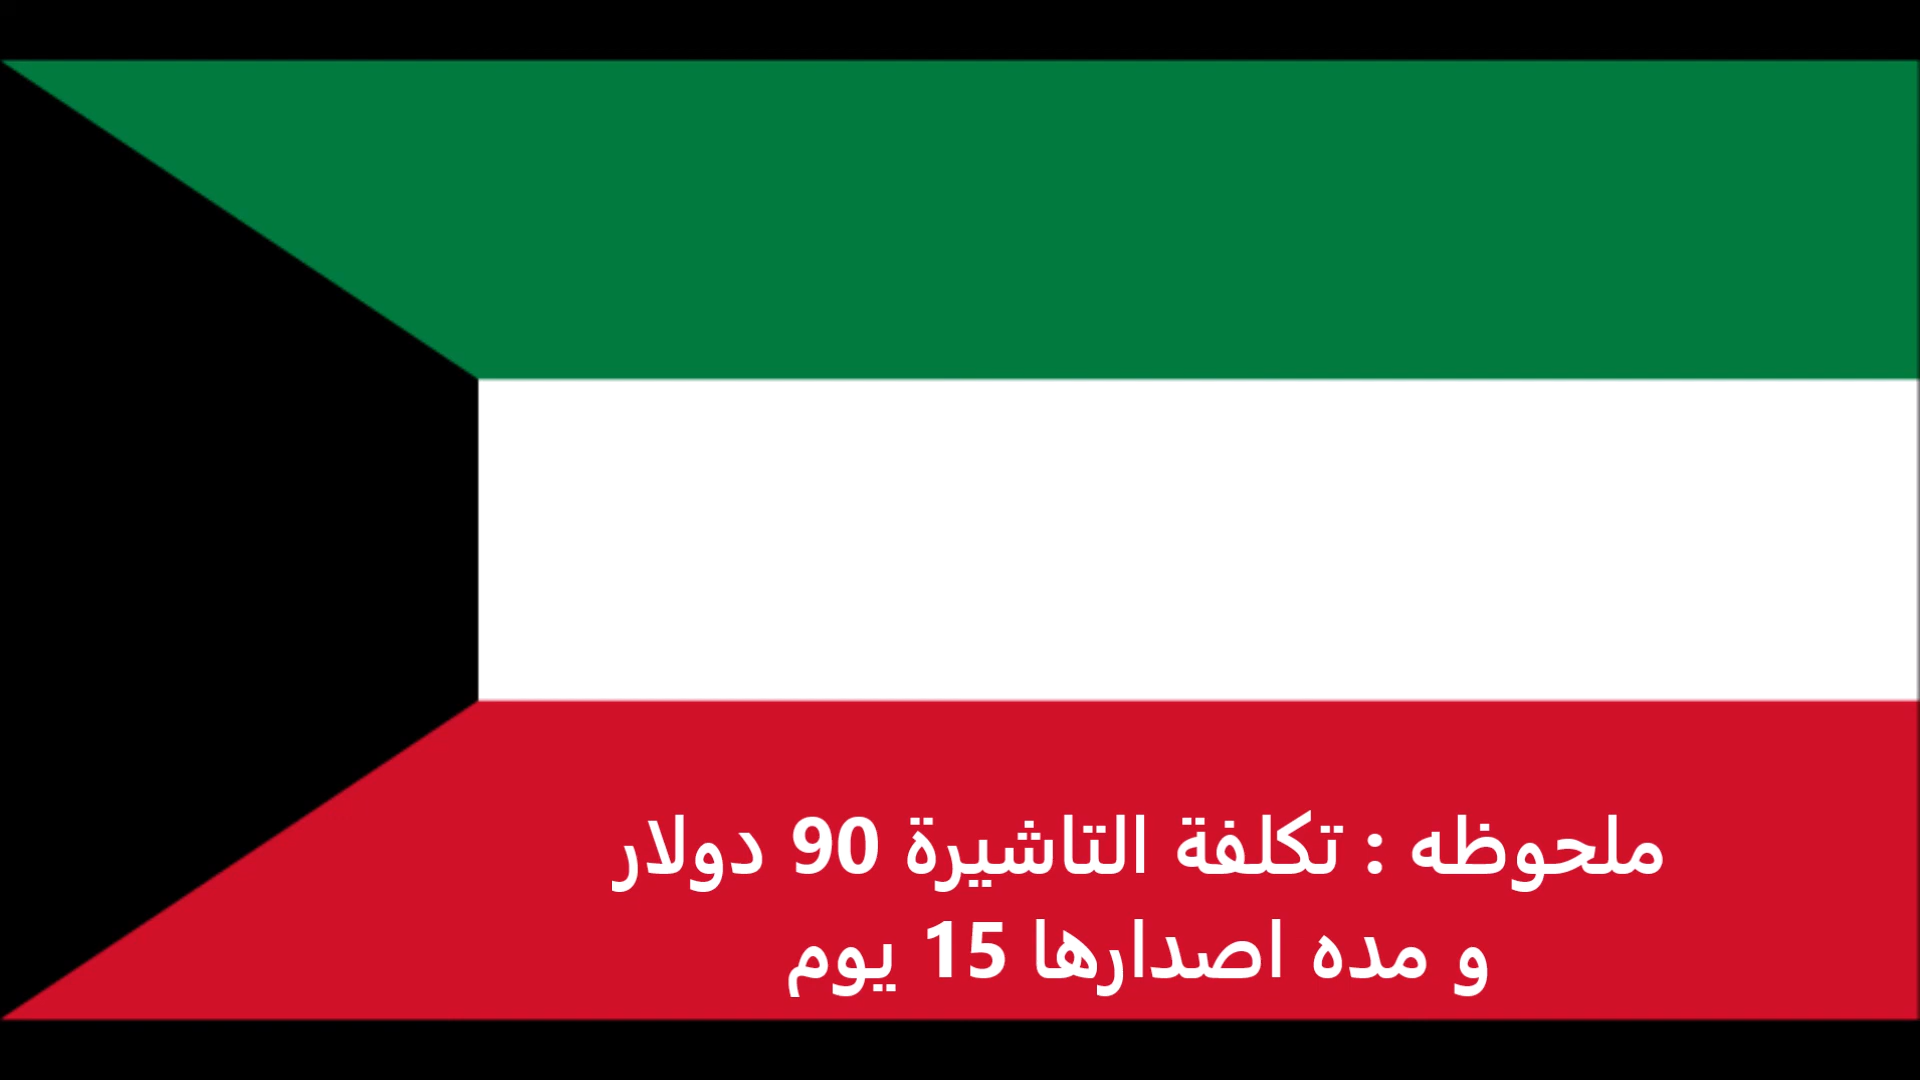 ملحوظه : تكلفة التاشيرة 90 دولار
و مده اصدارها 15 يوم